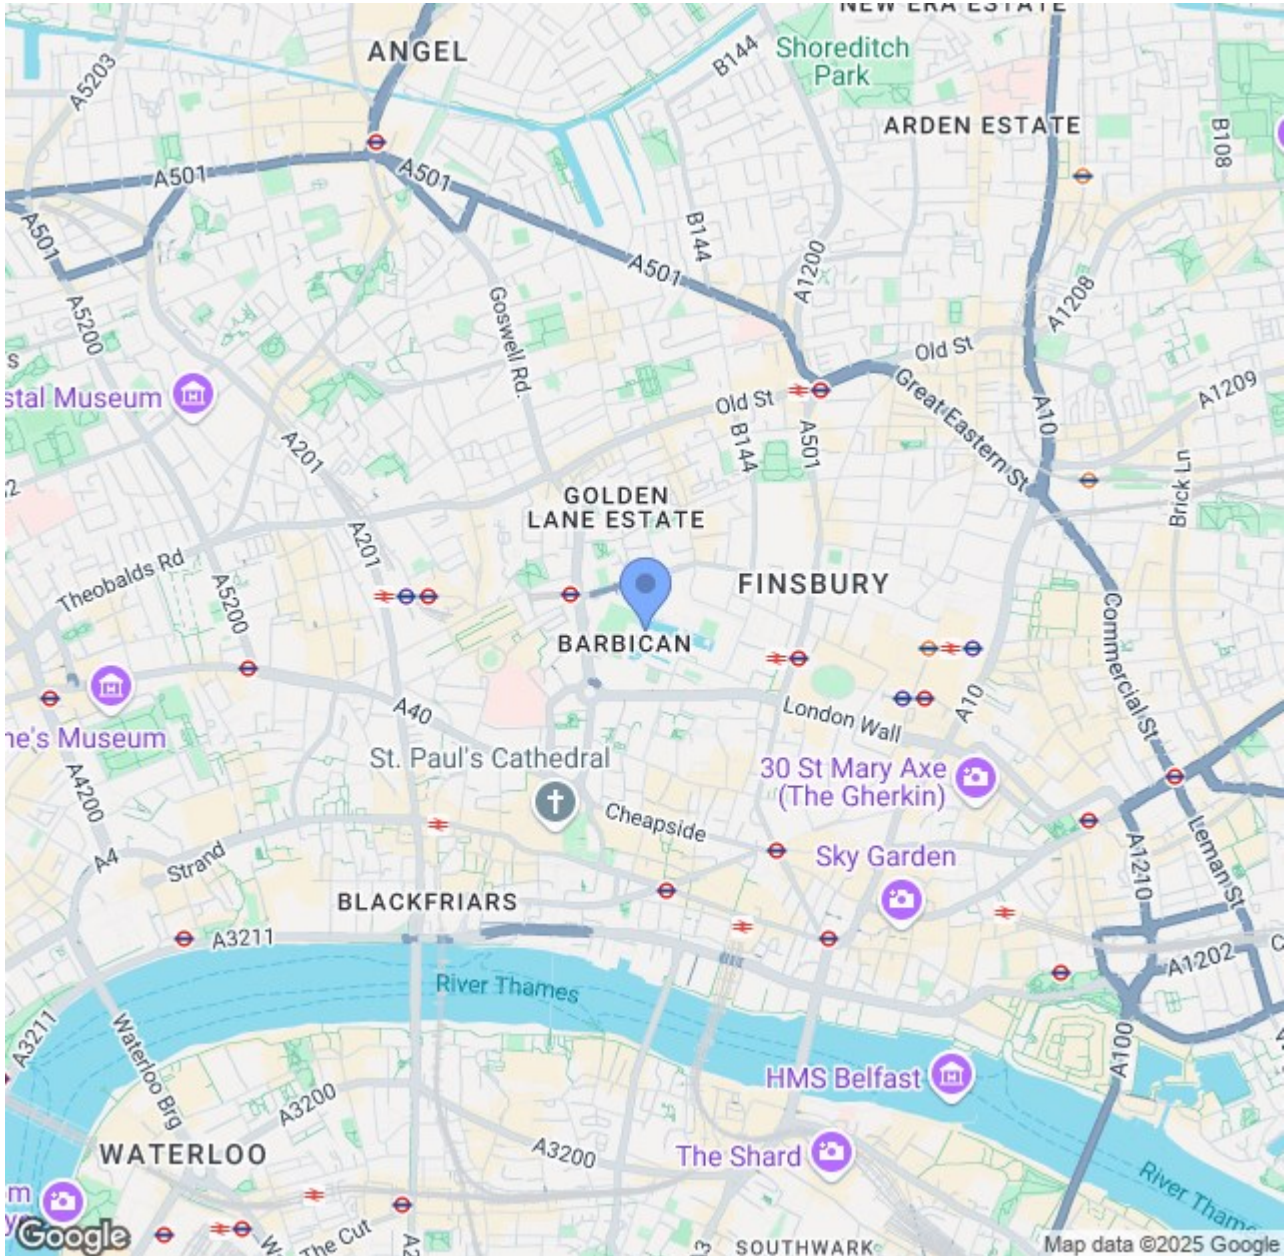 NEW ERA ESTATE
ANGEL
Shoreditch
Park
B144
A5203
ARDEN ESTATE
B108
A501
A501
A501
B144
A501
A1200
A1208
A5200
Goswell Rd.
Old St
stal Museum
Great Eastern St
A10
A1209
Old St
B144
A501
A201
Brick Ln
GOLDEN
LANE ESTATE
A201
Theobalds Rd
A5200
FINSBURY
BARBICAN
Commercial St
A40
London Wall
A10
ne's Museum
St. Paul's Cathedral
30 St Mary Axe
(The Gherkin)
A4200
Cheapside
Sky Garden
A4
Strand
A1210
Leman St
BLACKFRIARS
A3211
A1202
River Thames
A3211
Waterloo Brg
A100
HMS Belfast
A3200
WATERLOO
A3200
The Shard
River Thames
The Cut
SOUTHWARK
Google
Map data ©2025 Google